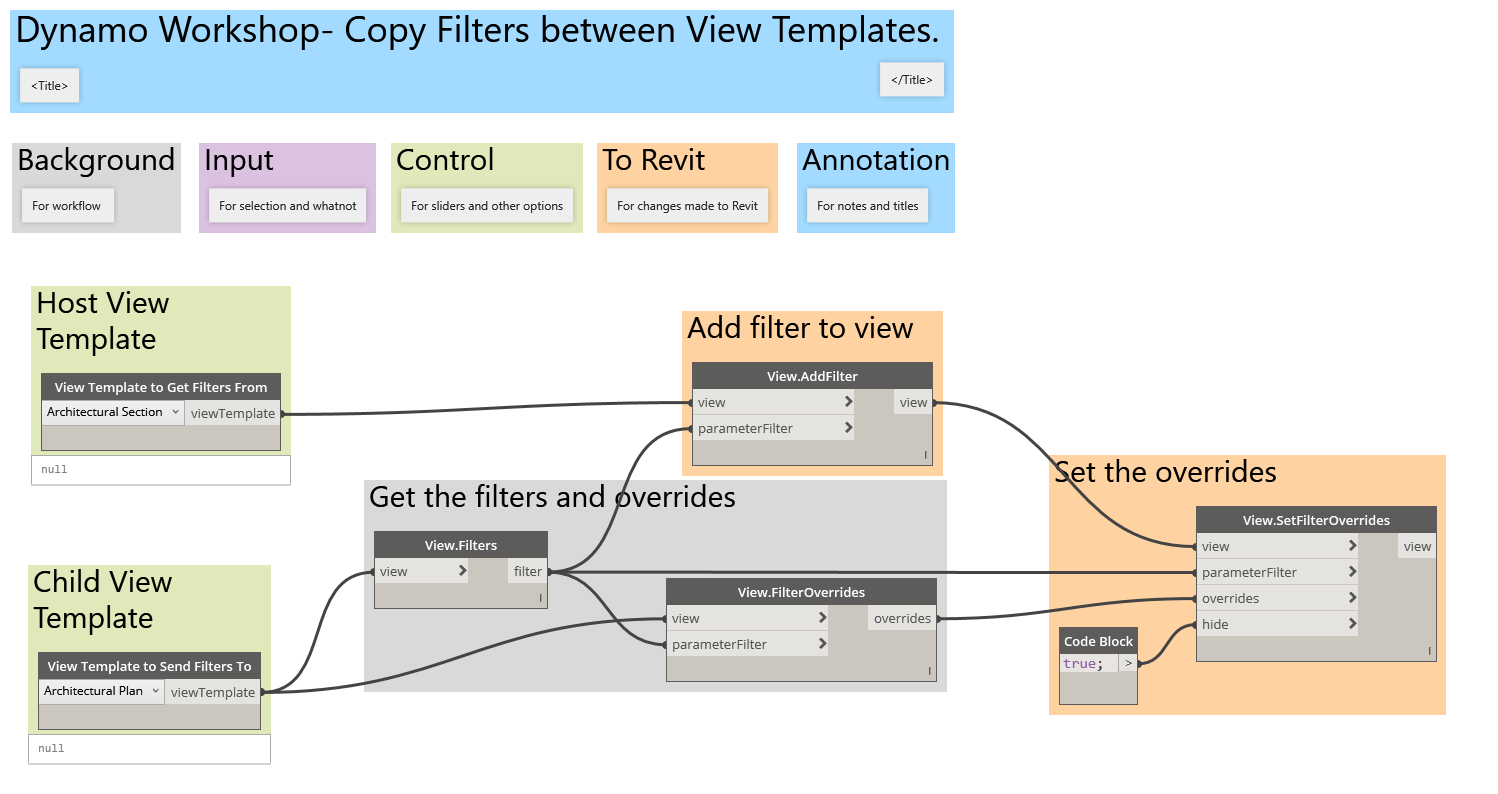 Dynamo Workshop- Copy Filters between View Templates.
<Title>
</Title>
Background
For workflow
Input
For selection and whatnot
Control
For sliders and other options
To Revit
For changes made to Revit
Annotation
For notes and titles
Host View
Template
View Template to Get Filters From
Architectural Section
viewTemplate
null
Add filter to view
View.AddFilter
view > view
parameterFilter >
l
Get the filters and overrides
View.Filters
view > filter
l
View.FilterOverrides
view > overrides
parameterFilter >
l
Child View
Template
View Template to Send Filters To
Architectural Plan
viewTemplate
null
Set the overrides
View.SetFilterOverrides
view > view
parameterFilter >
overrides >
hide >
l
Code Block
true; >